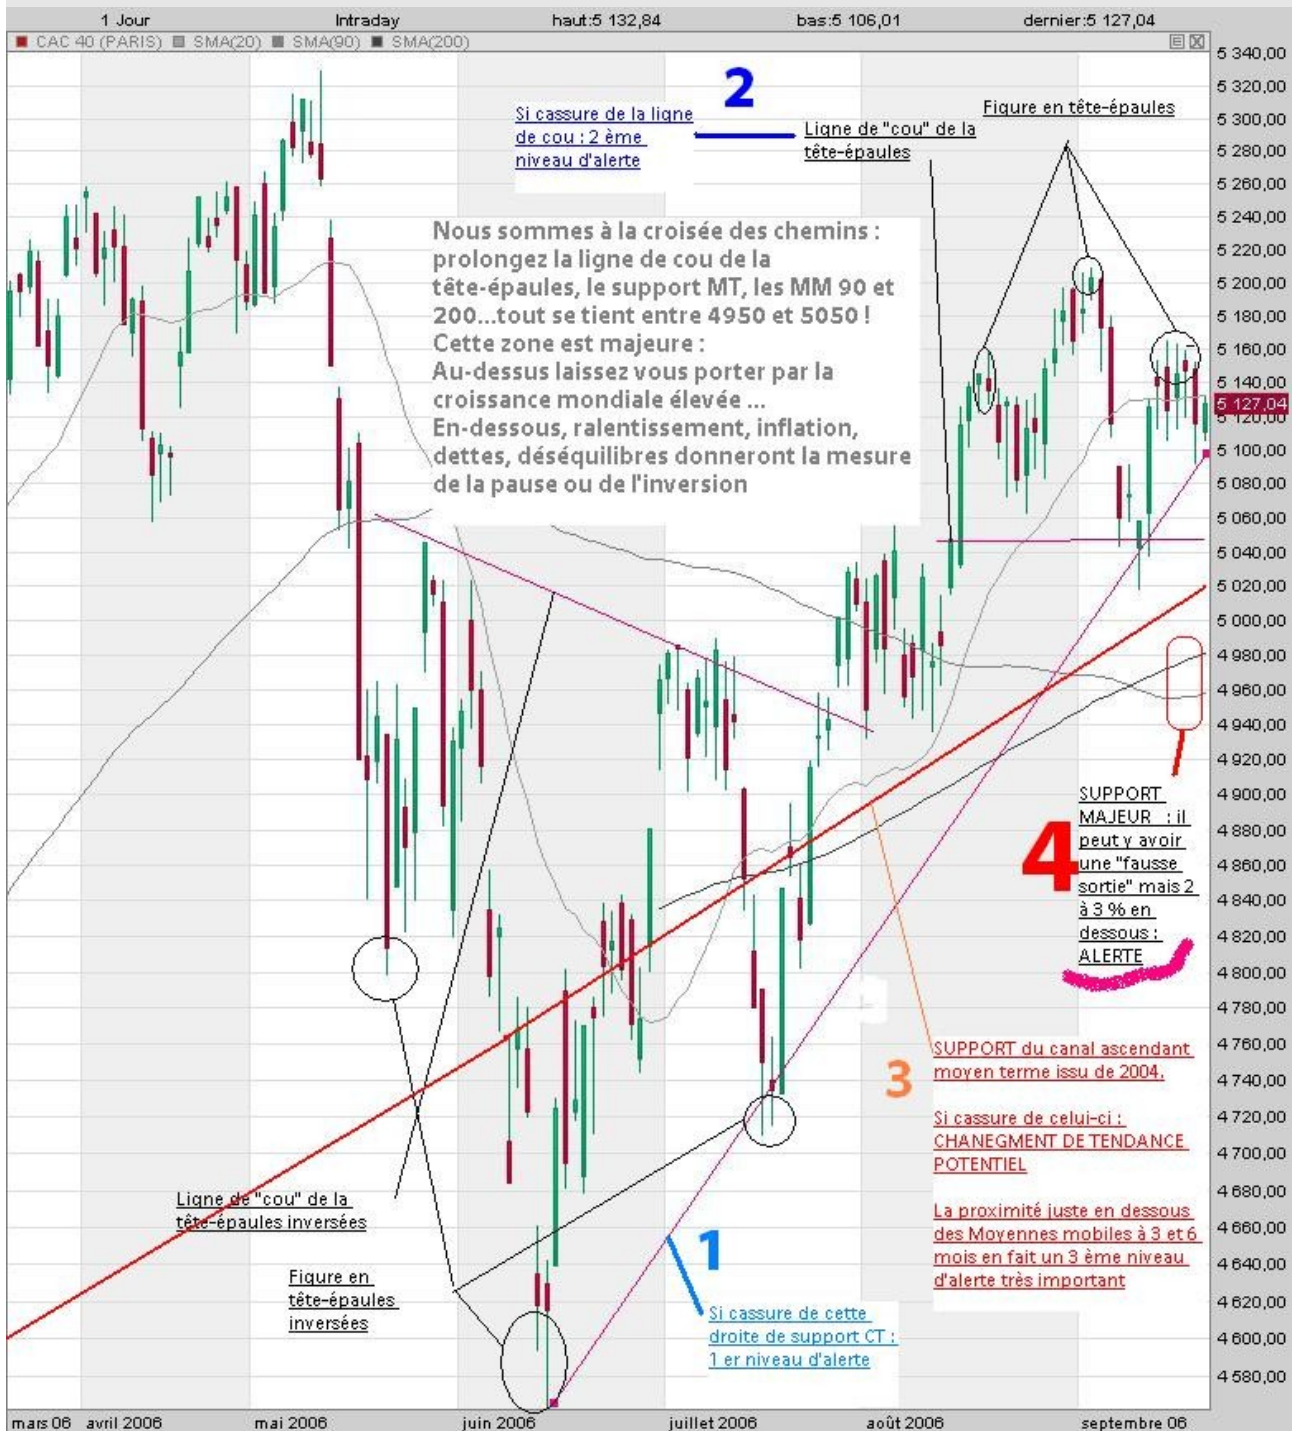 1 Jour Intraday haut:5 132,84 bas:5 106,01 dernier:5 127,04
CAC 40 (PARIS) SMA(20) SMA(90) SMA(200)
2
Si cassure de la ligne
de cou : 2 ème
niveau d'alerte
Ligne de "cou" de la
tête-épaules
Figure en tête-épaules
Nous sommes à la croisée des chemins :
prolongez la ligne de cou de la
tête-épaules, le support MT, les MM 90 et
200...tout se tient entre 4950 et 5050 !
Cette zone est majeure :
Au-dessus laissez vous porter par la
croissance mondiale élevée ...
En-dessous, ralentissement, inflation,
dettes, déséquilibres donneront la mesure
de la pause ou de l'inversion
4
SUPPORT
MAJEUR : il
peut y avoir
une "fausse
sortie" mais 2
à 3 % en
dessous :
ALERTE
3
SUPPORT du canal ascendant
moyen terme issu de 2004.
Si cassure de celui-ci :
CHANEGMENT DE TENDANCE
POTENTIEL
La proximité juste en dessous
des Moyennes mobiles à 3 et 6
mois en fait un 3 ème niveau
d'alerte très important
Ligne de "cou" de la
tête-épaules inversées
Figure en
tête-épaules
inversées
1
Si cassure de cette
droite de support CT :
1 er niveau d'alerte
5 340,00
5 320,00
5 300,00
5 280,00
5 260,00
5 240,00
5 220,00
5 200,00
5 180,00
5 160,00
5 140,00
5 127,04
5 120,00
5 100,00
5 080,00
5 060,00
5 040,00
5 020,00
5 000,00
4 980,00
4 960,00
4 940,00
4 920,00
4 900,00
4 880,00
4 860,00
4 840,00
4 820,00
4 800,00
4 780,00
4 760,00
4 740,00
4 720,00
4 700,00
4 680,00
4 660,00
4 640,00
4 620,00
4 600,00
4 580,00
mars 06 avril 2006 mai 2006 juin 2006 juillet 2006 août 2006 septembre 06